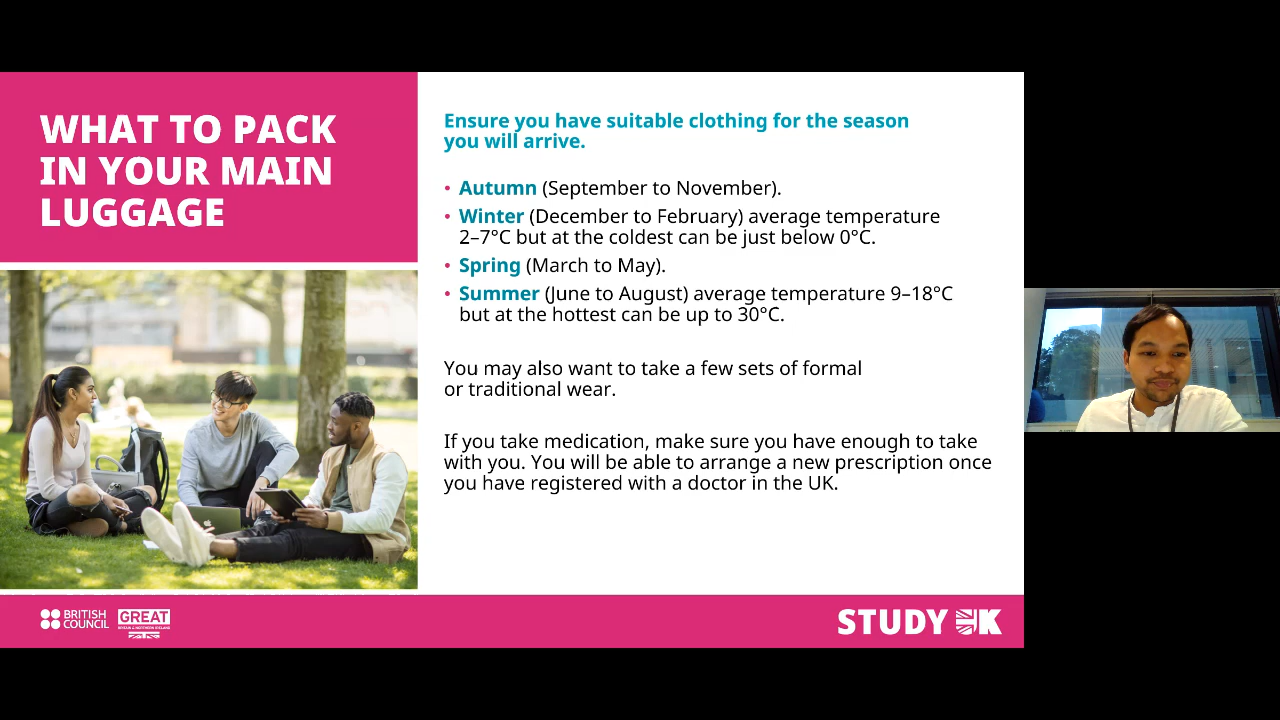 WHAT TO PACK
IN YOUR MAIN
LUGGAGE
Ensure you have suitable clothing for the season
you will arrive.
• Autumn (September to November).
• Winter (December to February) average temperature
2–7°C but at the coldest can be just below 0°C.
• Spring (March to May).
• Summer (June to August) average temperature 9–18°C
but at the hottest can be up to 30°C.
You may also want to take a few sets of formal
or traditional wear.
If you take medication, make sure you have enough to take
with you. You will be able to arrange a new prescription once
you have registered with a doctor in the UK.
BRITISH
COUNCIL
GREAT
BRITAIN & NORTHERN IRELAND
STUDY UK